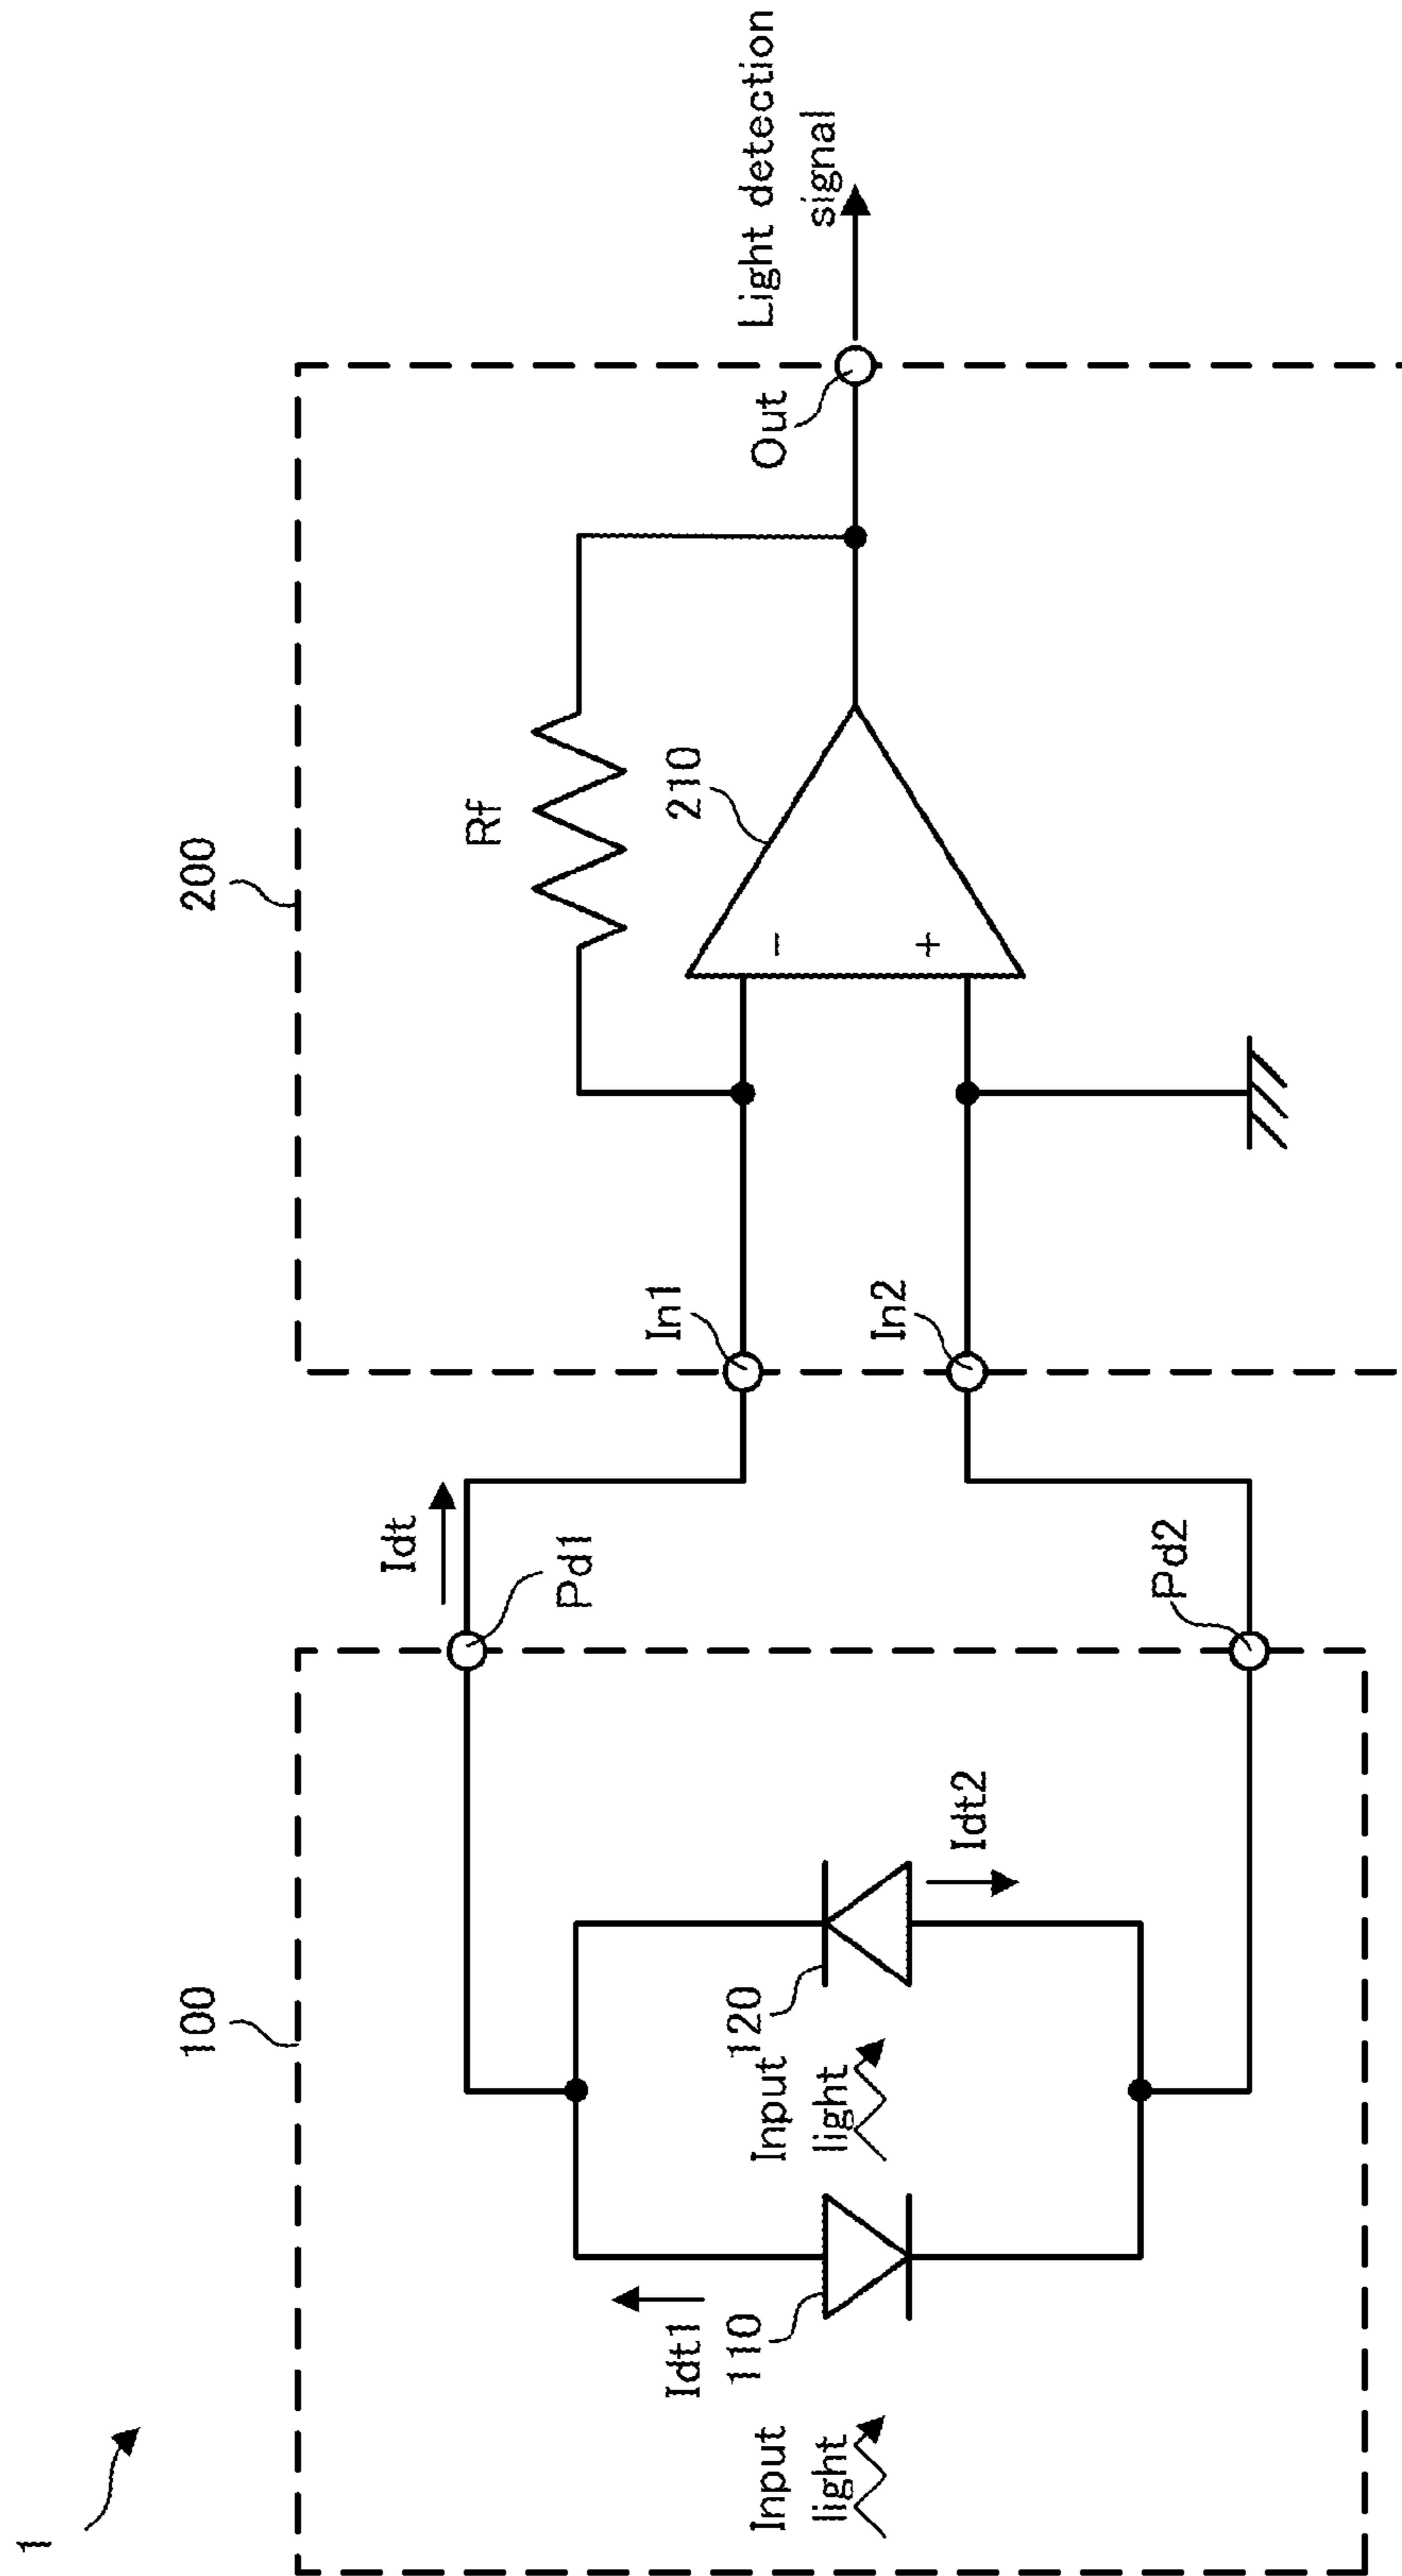 1
100
200
Idt
Pd1
Pd2
In1
In2
Rf
210
-
+
Out
Light detection
signal
Input
light
Idt1
110
Input
light
120
Idt2